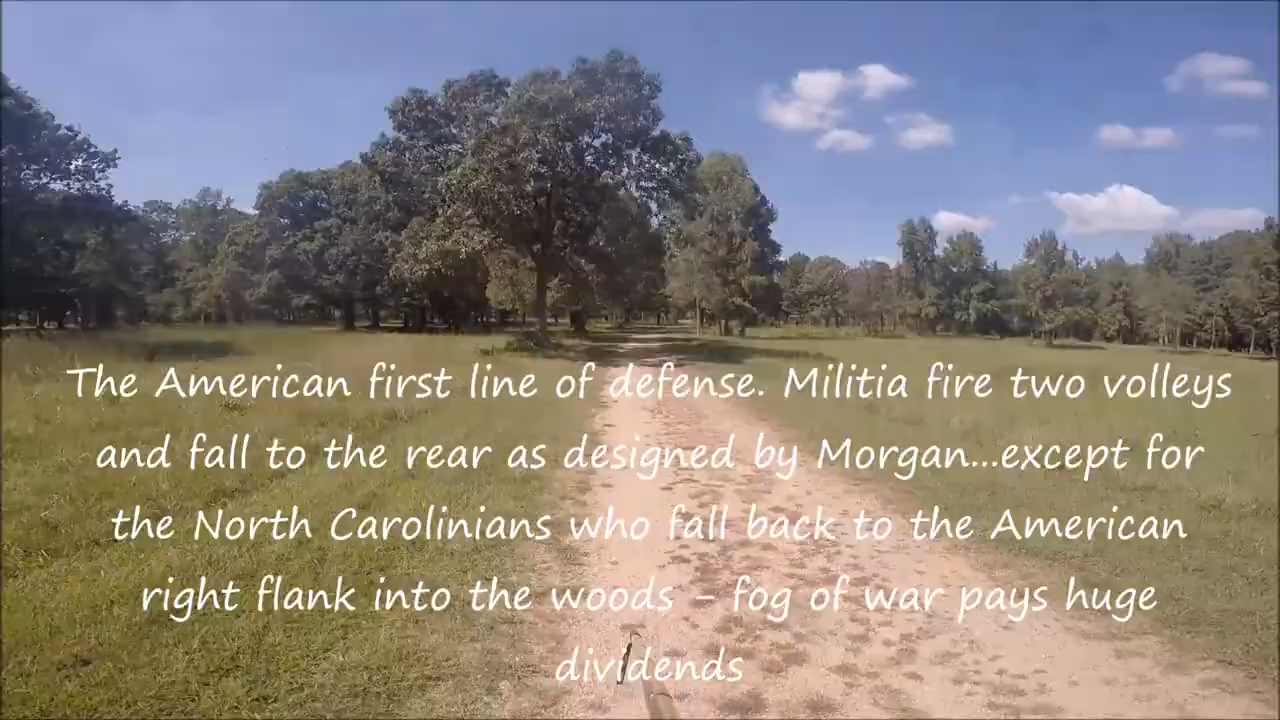 The American first line of defense. Militia fire two volleys
and fall to the rear as designed by Morgan...except for
the North Carolinians who fall back to the American
right flank into the woods - fog of war pays huge
dividends